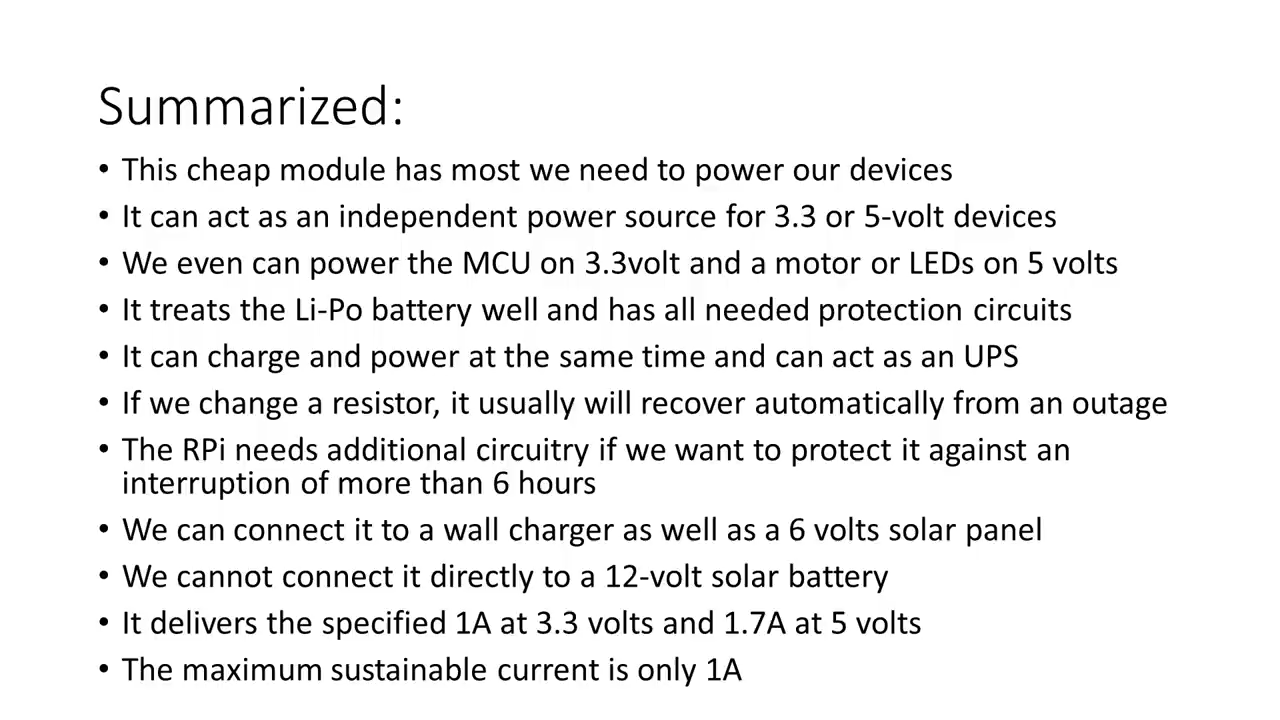 Summarized:
• This cheap module has most we need to power our devices
• It can act as an independent power source for 3.3 or 5-volt devices
• We even can power the MCU on 3.3volt and a motor or LEDs on 5 volts
• It treats the Li-Po battery well and has all needed protection circuits
• It can charge and power at the same time and can act as an UPS
• If we change a resistor, it usually will recover automatically from an outage
• The RPi needs additional circuitry if we want to protect it against an
interruption of more than 6 hours
• We can connect it to a wall charger as well as a 6 volts solar panel
• We cannot connect it directly to a 12-volt solar battery
• It delivers the specified 1A at 3.3 volts and 1.7A at 5 volts
• The maximum sustainable current is only 1A